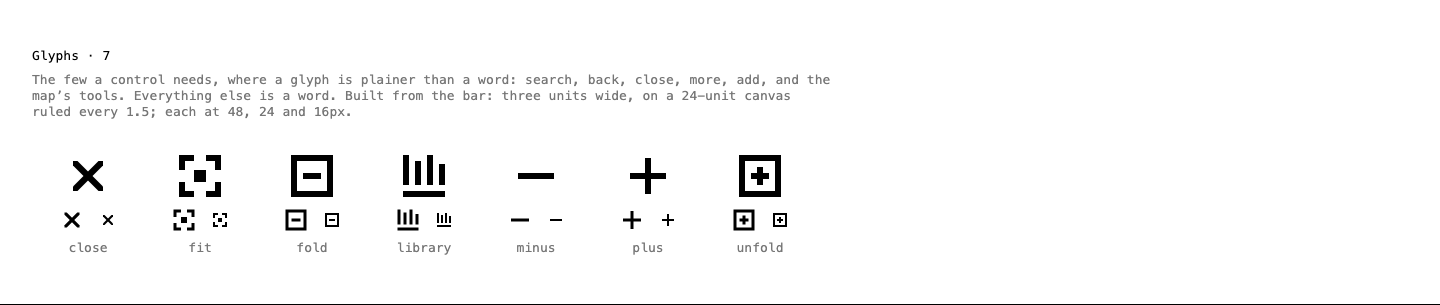 Glyphs · 7
The few a control needs, where a glyph is plainer than a word: search, back, close, more, add, and the
map’s tools. Everything else is a word. Built from the bar: three units wide, on a 24–unit canvas
ruled every 1.5; each at 48, 24 and 16px.
close fit fold library minus plus unfold